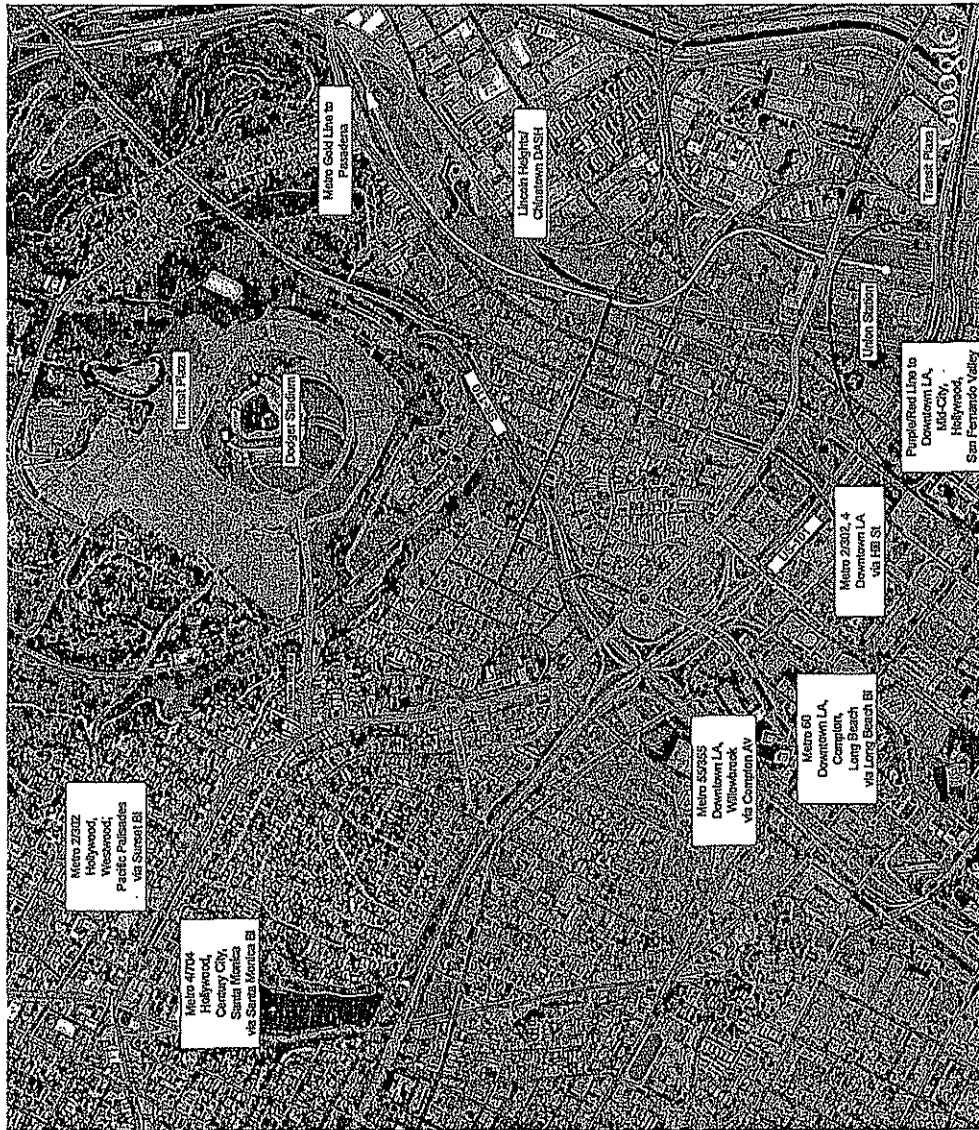 Metro 2/302
Hollywood,
Westwood,
Pacific Palisades
via Sunset Bl
Metro 4/704
Hollywood,
Century City,
Santa Monica
via Santa Monica Bl
Transit Plaza
Dodger Stadium
Metro Gold Line to
Pasadena
SR-110
Lincoln Heights/
Chinatown DASH
Metro 55/355
Downtown LA,
Willowbrook
via Compton AV
US-101
Metro 60
Downtown LA,
Compton,
Long Beach
via Long Beach Bl
Metro 2/302, 4
Downtown LA
via Hill St
Union Station
Purple/Red Line to
Downtown LA,
Mid-City,
Hollywood,
San Fernando Valley
Transit Plaza
Google